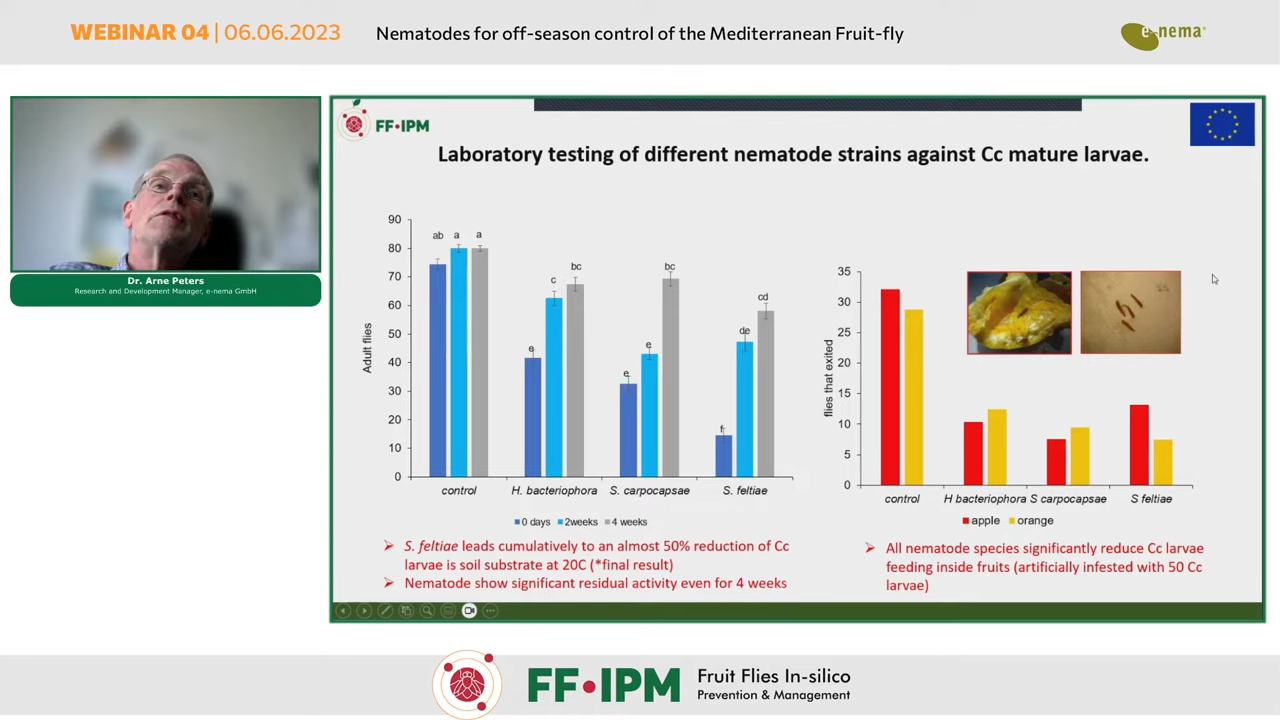 WEBINAR 04 | 06.06.2023
Nematodes for off-season control of the Mediterranean Fruit-fly
e-nema
Dr. Arne Peters
Research and Development Manager, e-nema GmbH
FF•IPM
Laboratory testing of different nematode strains against Cc mature larvae.
Adult flies
90
80
70
60
50
40
30
20
10
0
ab
a
a
e
c
bc
e
e
bc
f
de
cd
control
H. bacteriophora
S. carpocapsae
S. feltiae
0 days
2weeks
4 weeks
S. feltiae leads cumulatively to an almost 50% reduction of Cc
larvae is soil substrate at 20C (*final result)
Nematode show significant residual activity even for 4 weeks
flies that exited
35
30
25
20
15
10
5
0
control
H bacteriophora
S carpocapsae
S feltiae
apple
orange
All nematode species significantly reduce Cc larva
feeding inside fruits (artificially infested with 50 Cc
larvae)
FF•IPM
Fruit Flies In-silico
Prevention & Management